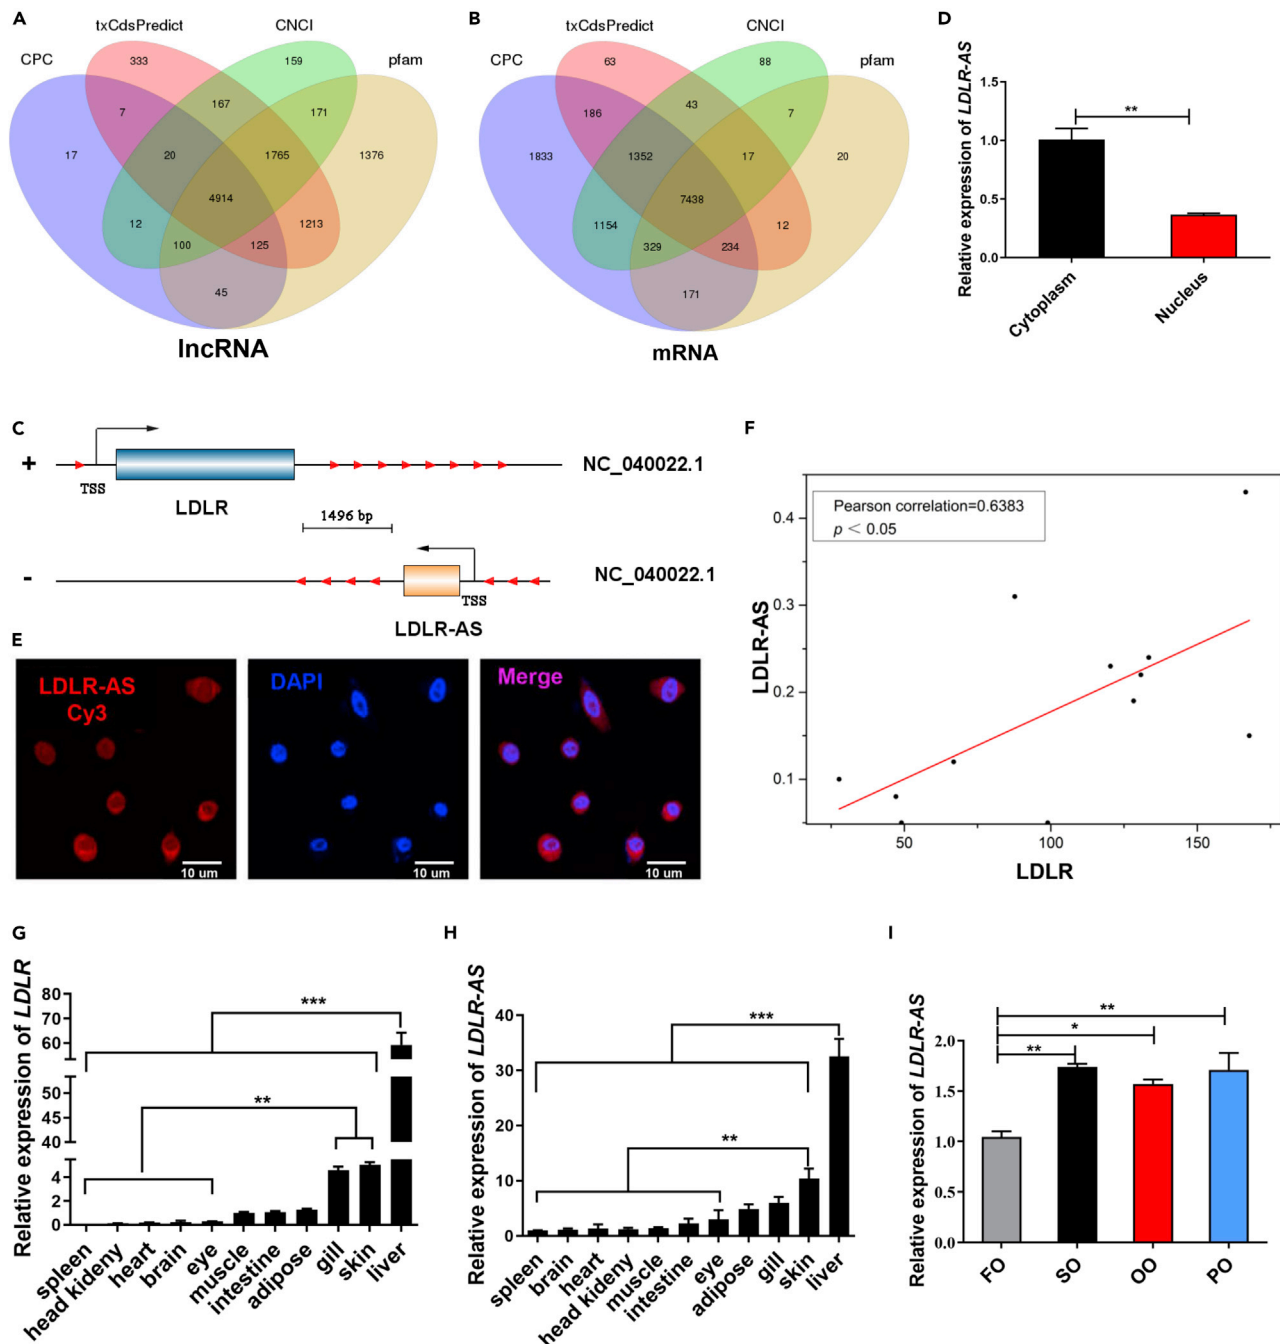 A
txCdsPredict
CNCI
CPC
pfam
333
159
7
167
171
17
20
1765
1376
4914
12
1213
100
125
45
lncRNA
B
txCdsPredict
CNCI
CPC
pfam
63
88
186
43
7
1833
1352
17
20
7438
1154
12
329
234
171
mRNA
D
Relative expression of LDLR-AS
1.5
1.0
0.5
0.0
**
Cytoplasm
Nucleus
C
+
TSS
LDLR
NC_040022.1
1496 bp
-
TSS
LDLR-AS
NC_040022.1
E
LDLR-AS
Cy3
10 um
DAPI
10 um
Merge
10 um
F
Pearson correlation=0.6383
p < 0.05
LDLR-AS
0.4
0.3
0.2
0.1
50
100
150
LDLR
G
Relative expression of LDLR
80
70
60
50
40
4
2
0
***
**
spleen
head kideny
heart
brain
eye
muscle
intestine
adipose
gill
skin
liver
H
Relative expression of LDLR-AS
40
30
20
10
0
***
**
spleen
brain
heart
head kideny
muscle
intestine
eye
adipose
gill
skin
liver
I
Relative expression of LDLR-AS
2.0
1.5
1.0
0.5
0.0
**
*
**
FO
SO
OO
PO